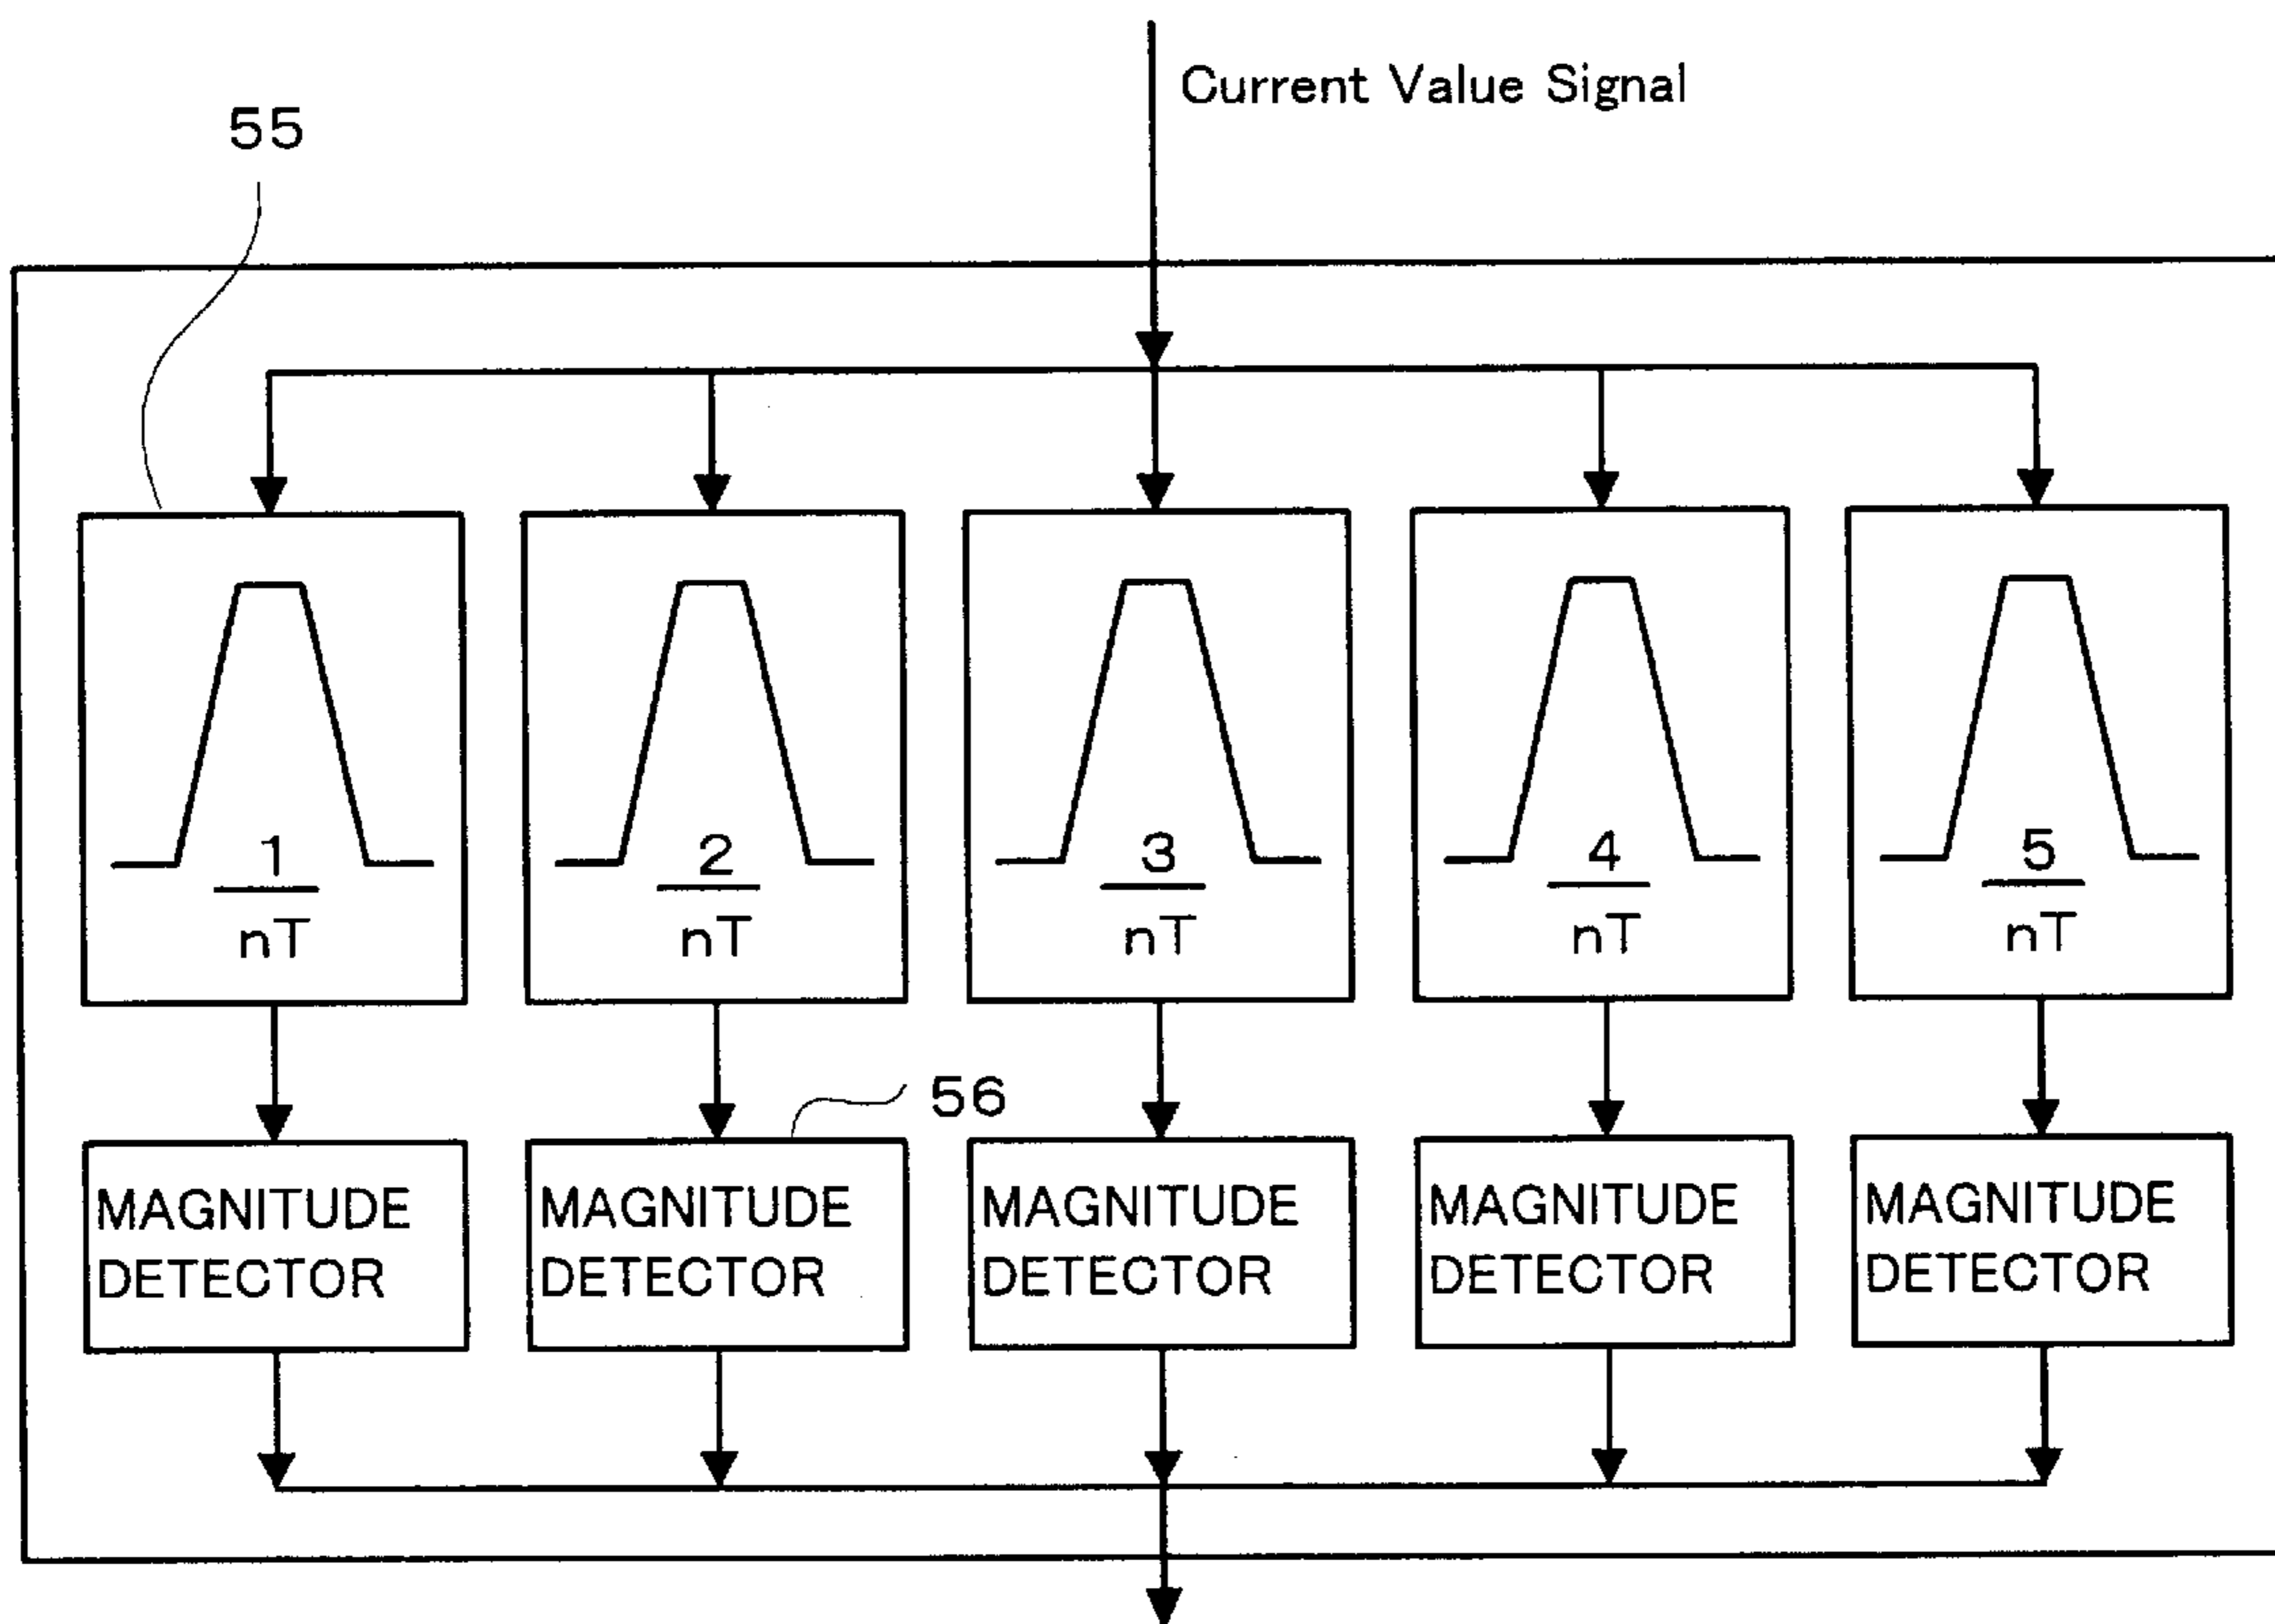 Current Value Signal
55
1
nT
2
nT
3
nT
4
nT
5
nT
56
MAGNITUDE
DETECTOR
MAGNITUDE
DETECTOR
MAGNITUDE
DETECTOR
MAGNITUDE
DETECTOR
MAGNITUDE
DETECTOR